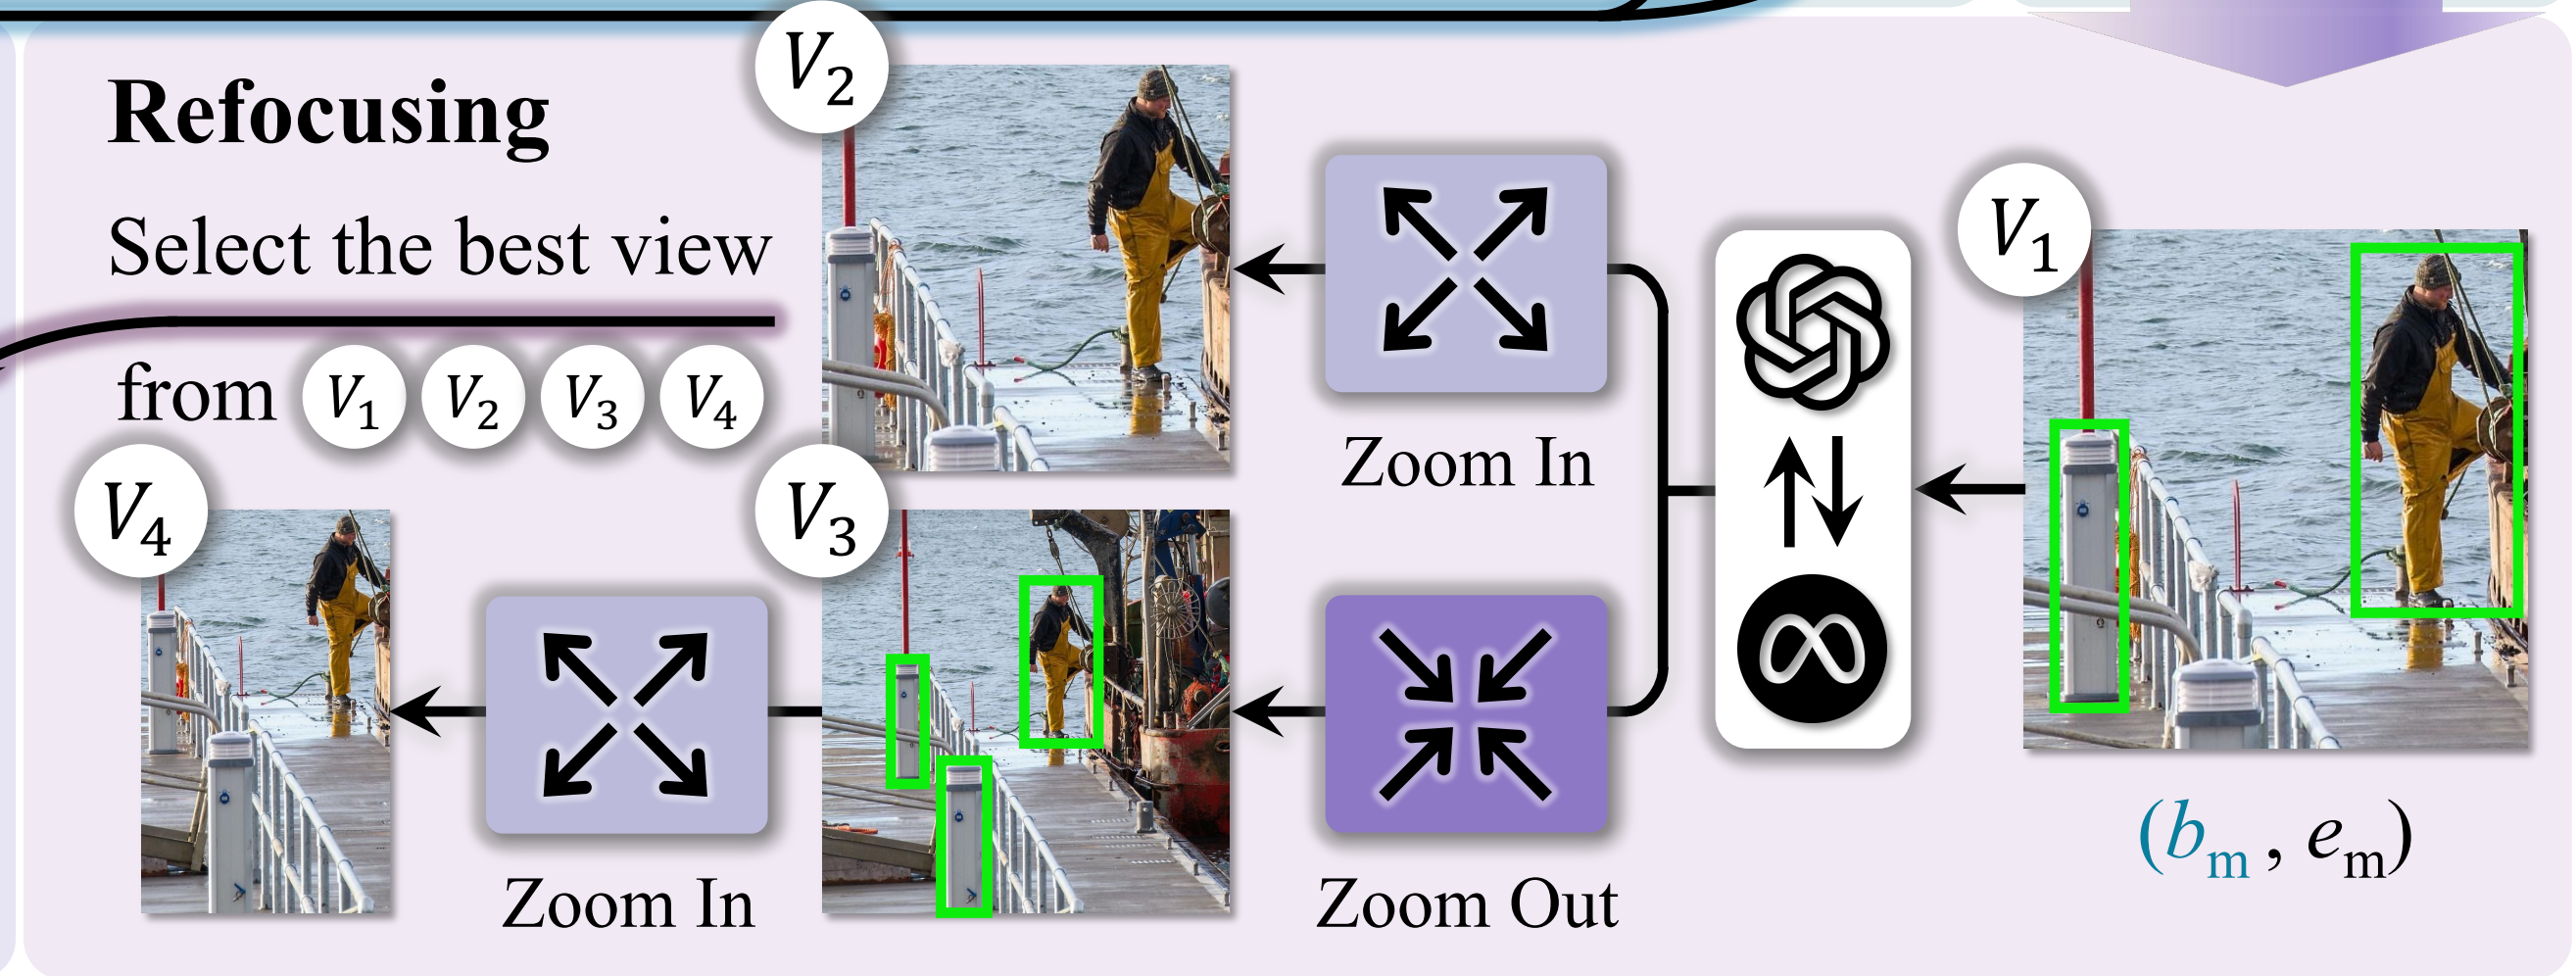 Refocusing
Select the best view
from V1 V2 V3 V4
V2
Zoom In
V1
V4
V3
Zoom In
Zoom Out
(bm , em)